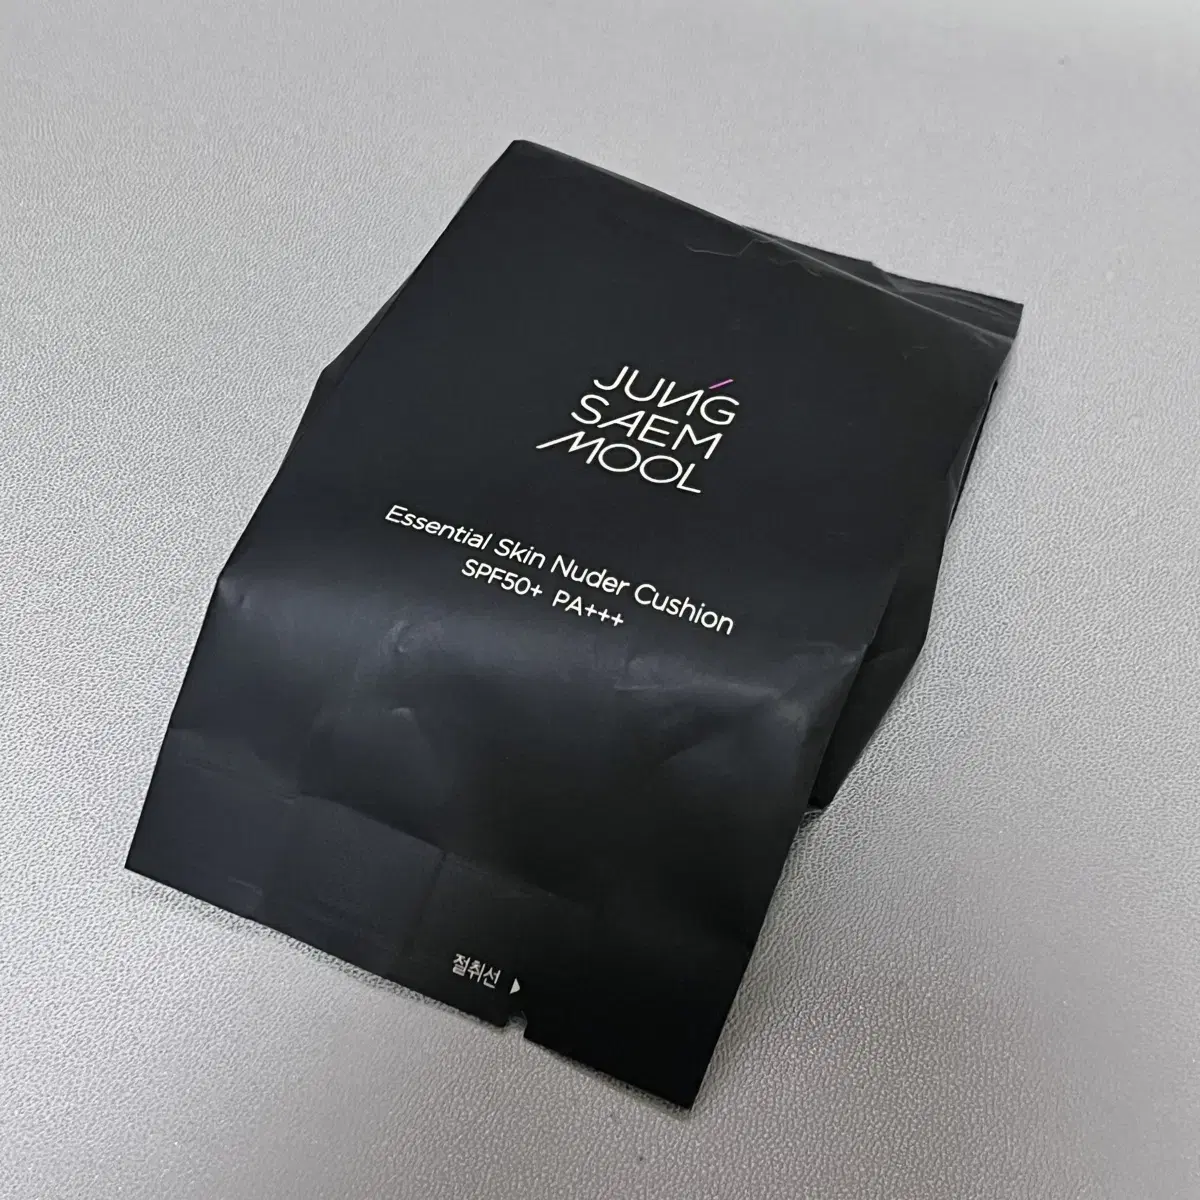 JUNG
SAEM
MOOL
Essential Skin Nuder Cushion
SPF50+ PA+++
절취선